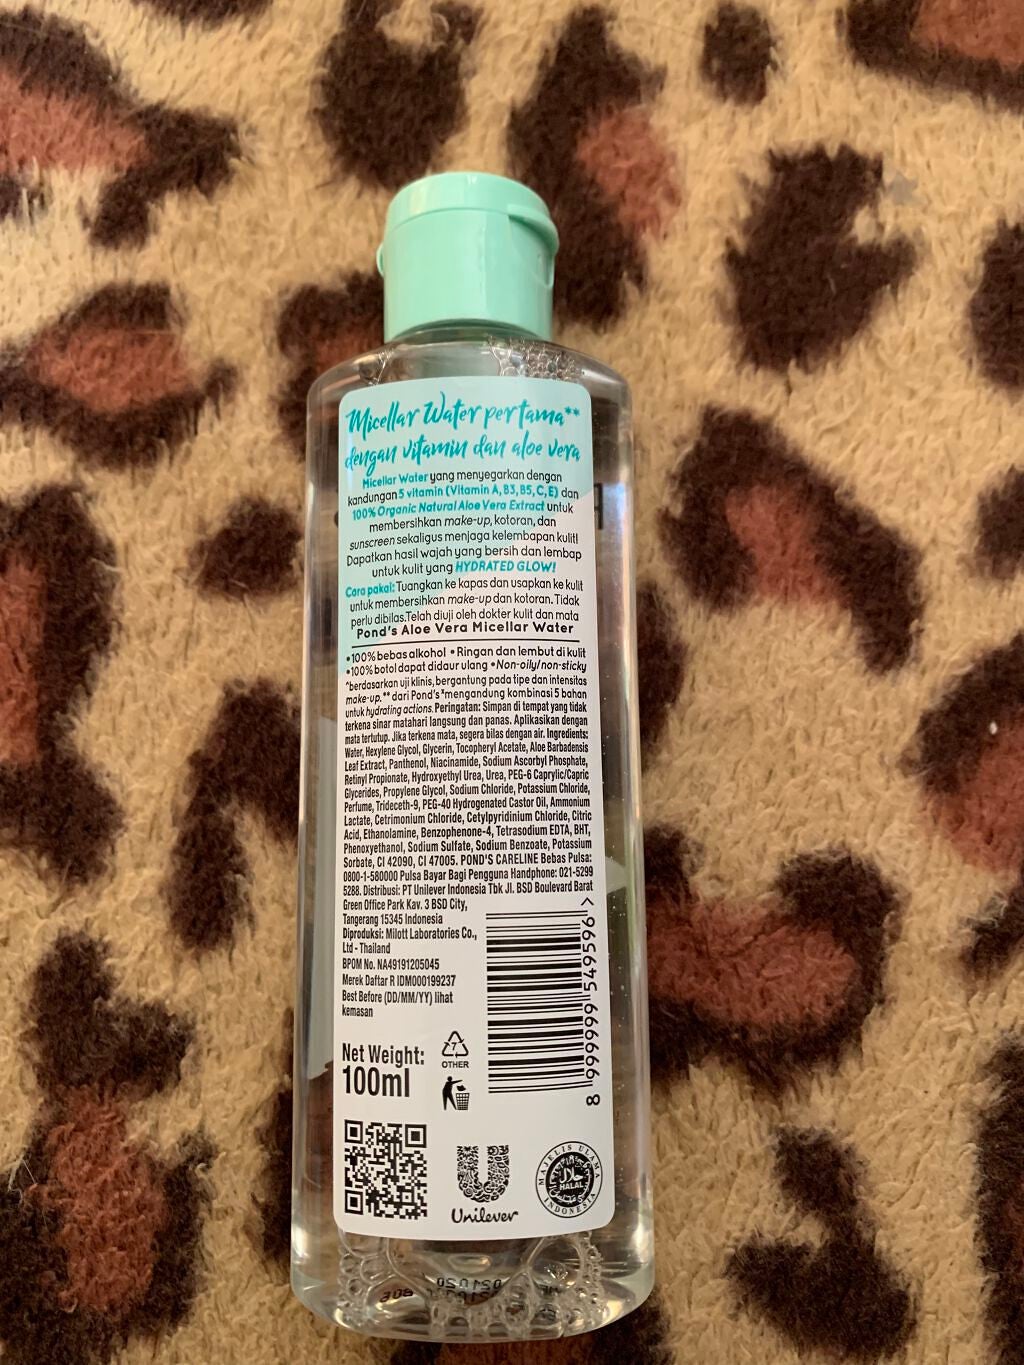 Micellar Water pertama**
dengan vitamin dan aloe vera
Micellar Water yang menyegarkan dengan
kandungan 5 vitamin (Vitamin A, B3, B5, C, E) dan
100% Organic Natural Aloe Vera Extract untuk
membersihkan make-up, kotoran, dan
sunscreen sekaligus menjaga kelembapan kulit!
Dapatkan hasil wajah yang bersih dan lembap
untuk kulit yang HYDRATED GLOW!
Cara pakai: Tuangkan ke kapas dan usapkan ke kulit
untuk membersihkan make-up dan kotoran. Tidak
perlu dibilas. Telah diuji oleh dokter kulit dan mata
Pond's Aloe Vera Micellar Water
•100% bebas alkohol •Ringan dan lembut di kulit
•100% botol dapat didaur ulang •Non-oily/non-sticky
*berdasarkan uji klinis, bergantung pada tipe dan intensitas
make-up. ** dari Pond's ˣmengandung kombinasi 5 bahan
untuk hydrating actions. Peringatan: Simpan di tempat yang tidak
terkena sinar matahari langsung dan panas. Aplikasikan dengan
mata tertutup. Jika terkena mata, segera bilas dengan air. Ingredients:
Water, Hexylene Glycol, Glycerin, Tocopheryl Acetate, Aloe Barbadensis
Leaf Extract, Panthenol, Niacinamide, Sodium Ascorbyl Phosphate,
Retinyl Propionate, Hydroxyethyl Urea, Urea, PEG-6 Caprylic/Capric
Glycerides, Propylene Glycol, Sodium Chloride, Potassium Chloride,
Perfume, Trideceth-9, PEG-40 Hydrogenated Castor Oil, Ammonium
Lactate, Cetrimonium Chloride, Cetylpyridinium Chloride, Citric
Acid, Ethanolamine, Benzophenone-4, Tetrasodium EDTA, BHT,
Phenoxyethanol, Sodium Sulfate, Sodium Benzoate, Potassium
Sorbate, CI 42090, CI 47005. POND'S CARELINE Bebas Pulsa:
0800-1-580000 Pulsa Bayar Bagi Pengguna Handphone: 021-5299
5288. Distribusi: PT Unilever Indonesia Tbk Jl. BSD Boulevard Barat
Green Office Park Kav. 3 BSD City,
Tangerang 15345 Indonesia
Diproduksi: Milott Laboratories Co.,
Ltd - Thailand
BPOM No. NA49191205045
Merek Daftar R IDM000199237
Best Before (DD/MM/YY) lihat
kemasan
8 999999 549596 >
Net Weight:
100ml
7
OTHER
Unilever
MAJELIS ULAMA
حلال
HALAL
INDONESIA